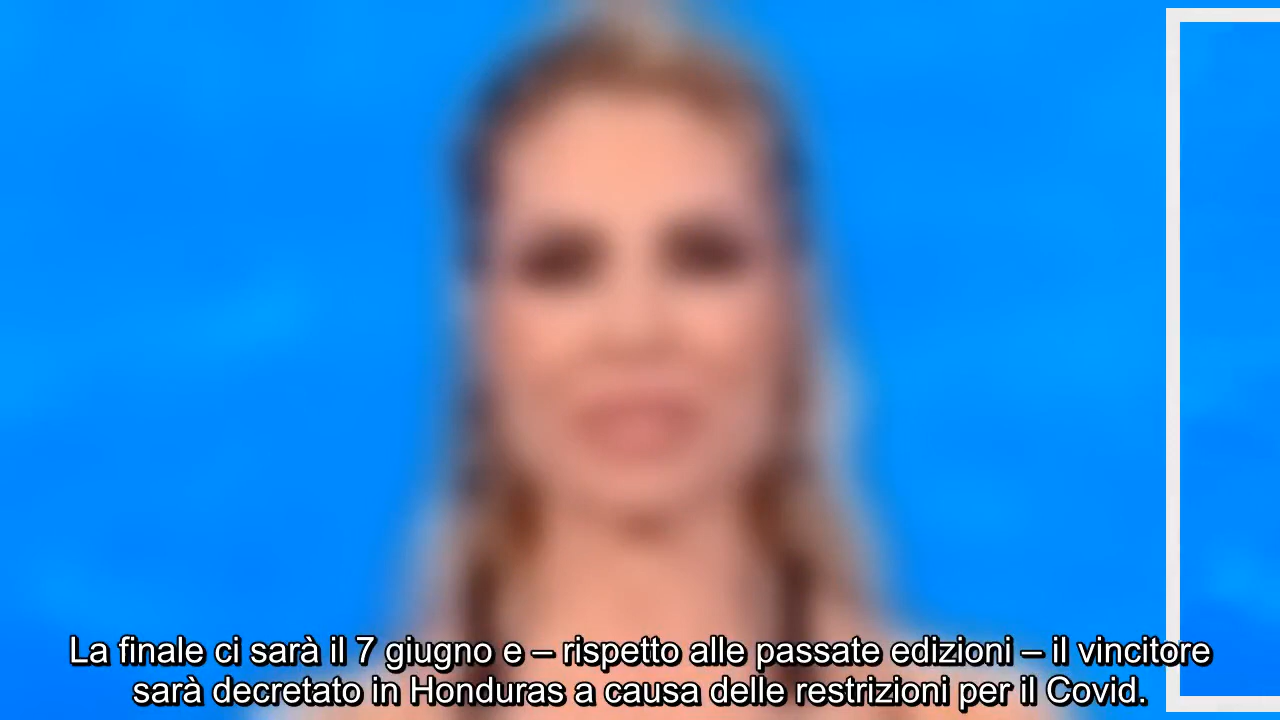 La finale ci sarà il 7 giugno e – rispetto alle passate edizioni – il vincitore
sarà decretato in Honduras a causa delle restrizioni per il Covid.